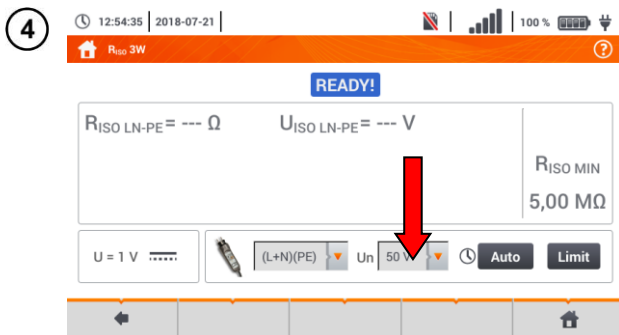 4
12:54:35 2018-07-21 100 %
RISO 3W ?
READY!
RISO LN-PE= --- Ω UISO LN-PE= --- V
RISO MIN
5,00 MΩ
U = 1 V (L+N)(PE) Un 50 V Auto Limit